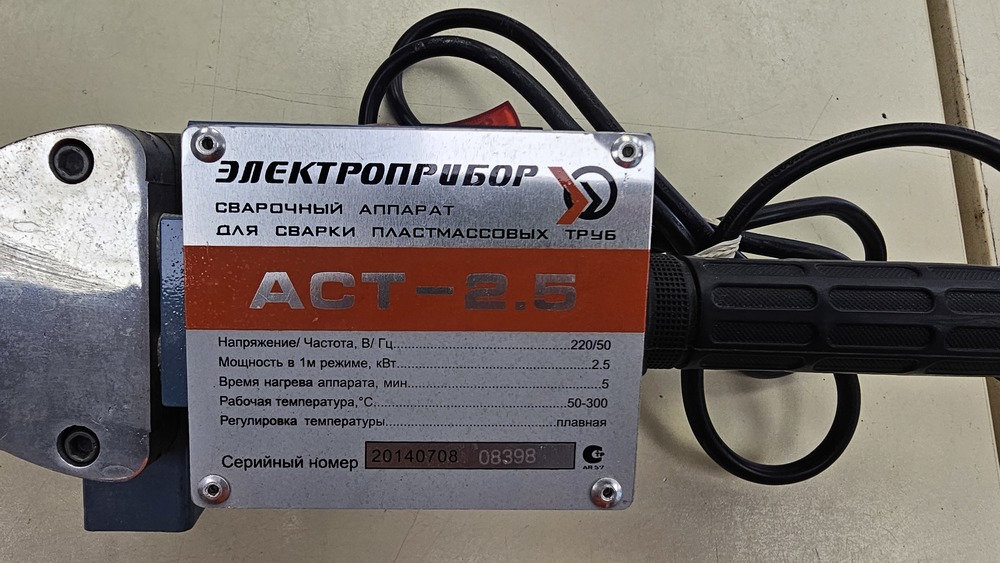 ЭЛЕКТРОПРИБОР
СВАРОЧНЫЙ АППАРАТ
ДЛЯ СВАРКИ ПЛАСТМАССОВЫХ ТРУБ
АСТ-2.5
Напряжение/ Частота, В/ Гц...220/50
Мощность в 1м режиме, кВт...2.5
Время нагрева аппарата, мин...5
Рабочая температура,°С...50-300
Регулировка температуры...плавная
Серийный номер 20140708 08398